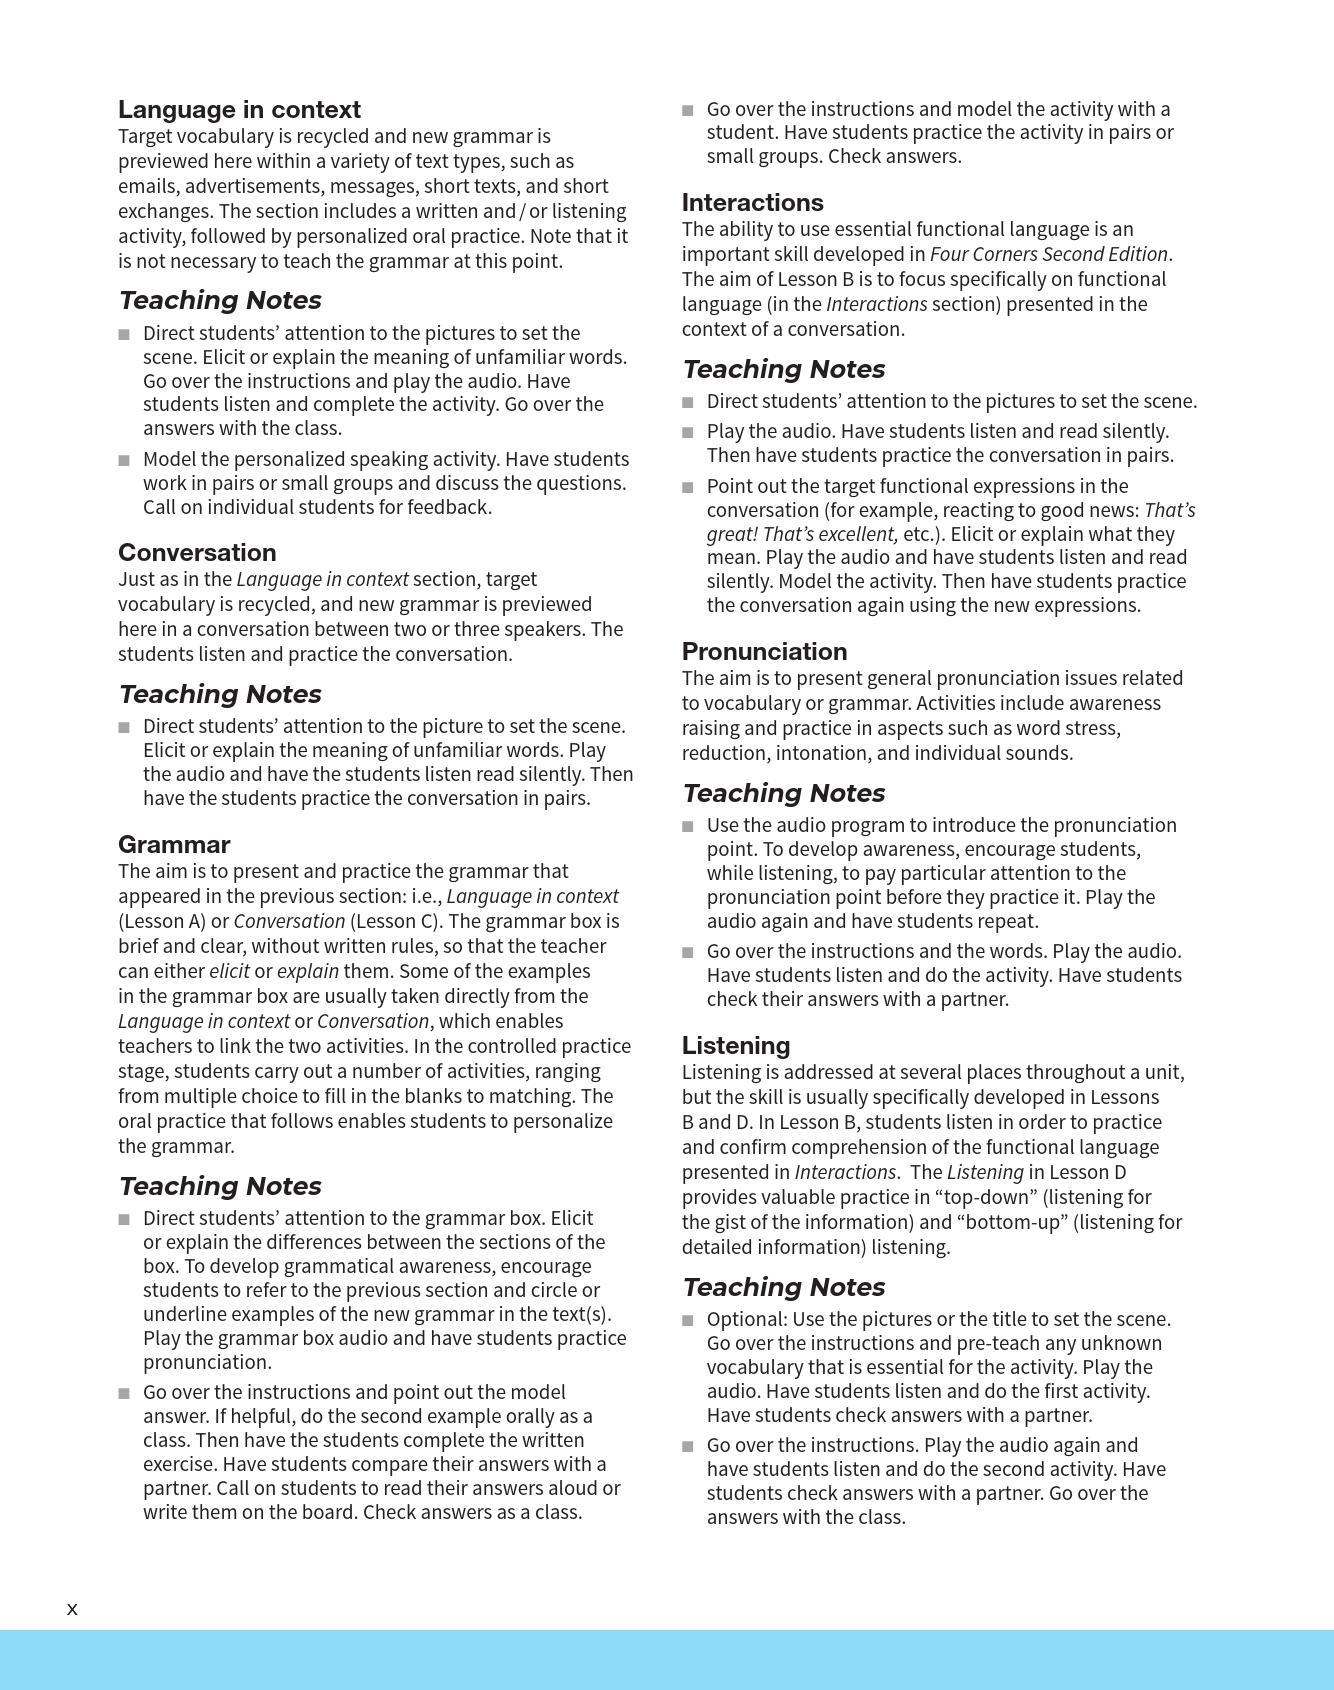 Language in context
Target vocabulary is recycled and new grammar is
previewed here within a variety of text types, such as
emails, advertisements, messages, short texts, and short
exchanges. The section includes a written and / or listening
activity, followed by personalized oral practice. Note that it
is not necessary to teach the grammar at this point.
Teaching Notes
■ Direct students’ attention to the pictures to set the
scene. Elicit or explain the meaning of unfamiliar words.
Go over the instructions and play the audio. Have
students listen and complete the activity. Go over the
answers with the class.
■ Model the personalized speaking activity. Have students
work in pairs or small groups and discuss the questions.
Call on individual students for feedback.
Conversation
Just as in the Language in context section, target
vocabulary is recycled, and new grammar is previewed
here in a conversation between two or three speakers. The
students listen and practice the conversation.
Teaching Notes
■ Direct students’ attention to the picture to set the scene.
Elicit or explain the meaning of unfamiliar words. Play
the audio and have the students listen read silently. Then
have the students practice the conversation in pairs.
Grammar
The aim is to present and practice the grammar that
appeared in the previous section: i.e., Language in context
(Lesson A) or Conversation (Lesson C). The grammar box is
brief and clear, without written rules, so that the teacher
can either elicit or explain them. Some of the examples
in the grammar box are usually taken directly from the
Language in context or Conversation, which enables
teachers to link the two activities. In the controlled practice
stage, students carry out a number of activities, ranging
from multiple choice to fill in the blanks to matching. The
oral practice that follows enables students to personalize
the grammar.
Teaching Notes
■ Direct students’ attention to the grammar box. Elicit
or explain the differences between the sections of the
box. To develop grammatical awareness, encourage
students to refer to the previous section and circle or
underline examples of the new grammar in the text(s).
Play the grammar box audio and have students practice
pronunciation.
■ Go over the instructions and point out the model
answer. If helpful, do the second example orally as a
class. Then have the students complete the written
exercise. Have students compare their answers with a
partner. Call on students to read their answers aloud or
write them on the board. Check answers as a class.
■ Go over the instructions and model the activity with a
student. Have students practice the activity in pairs or
small groups. Check answers.
Interactions
The ability to use essential functional language is an
important skill developed in Four Corners Second Edition.
The aim of Lesson B is to focus specifically on functional
language (in the Interactions section) presented in the
context of a conversation.
Teaching Notes
■ Direct students’ attention to the pictures to set the scene.
■ Play the audio. Have students listen and read silently.
Then have students practice the conversation in pairs.
■ Point out the target functional expressions in the
conversation (for example, reacting to good news: That’s
great! That’s excellent, etc.). Elicit or explain what they
mean. Play the audio and have students listen and read
silently. Model the activity. Then have students practice
the conversation again using the new expressions.
Pronunciation
The aim is to present general pronunciation issues related
to vocabulary or grammar. Activities include awareness
raising and practice in aspects such as word stress,
reduction, intonation, and individual sounds.
Teaching Notes
■ Use the audio program to introduce the pronunciation
point. To develop awareness, encourage students,
while listening, to pay particular attention to the
pronunciation point before they practice it. Play the
audio again and have students repeat.
■ Go over the instructions and the words. Play the audio.
Have students listen and do the activity. Have students
check their answers with a partner.
Listening
Listening is addressed at several places throughout a unit,
but the skill is usually specifically developed in Lessons
B and D. In Lesson B, students listen in order to practice
and confirm comprehension of the functional language
presented in Interactions. The Listening in Lesson D
provides valuable practice in “top-down” (listening for
the gist of the information) and “bottom-up” (listening for
detailed information) listening.
Teaching Notes
■ Optional: Use the pictures or the title to set the scene.
Go over the instructions and pre-teach any unknown
vocabulary that is essential for the activity. Play the
audio. Have students listen and do the first activity.
Have students check answers with a partner.
■ Go over the instructions. Play the audio again and
have students listen and do the second activity. Have
students check answers with a partner. Go over the
answers with the class.
x